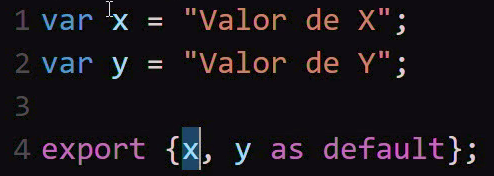 1 var x = "Valor de X";
2 var y = "Valor de Y";
3
4 export {x, y as default};